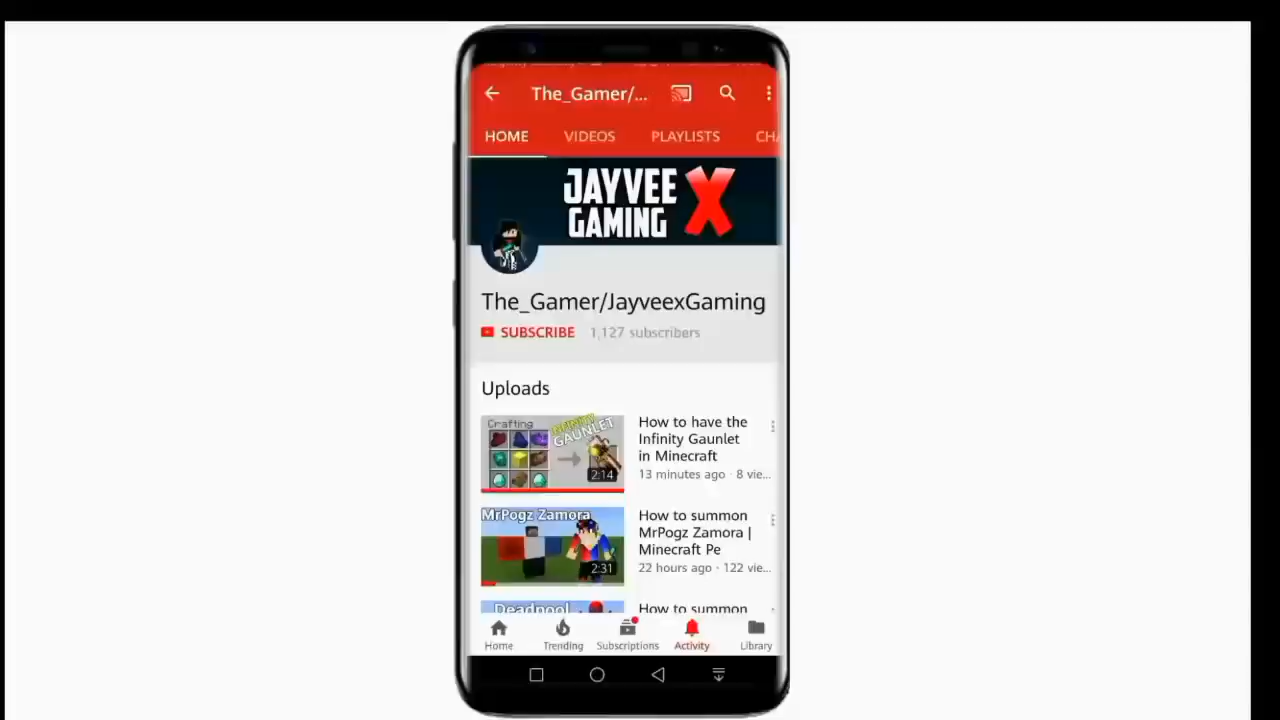 The_Gamer/...
HOME VIDEOS PLAYLISTS CHA
JAYVEE X
GAMING
The_Gamer/JayveexGaming
SUBSCRIBE 1,127 subscribers
Uploads
Crafting
INFINITY
GAUNLET
2:14
How to have the
Infinity Gaunlet
in Minecraft
13 minutes ago · 8 vie...
MrPogz Zamora
2:31
How to summon
MrPogz Zamora |
Minecraft Pe
22 hours ago · 122 vie...
Deadpool
How to summon
Home Trending Subscriptions Activity Library